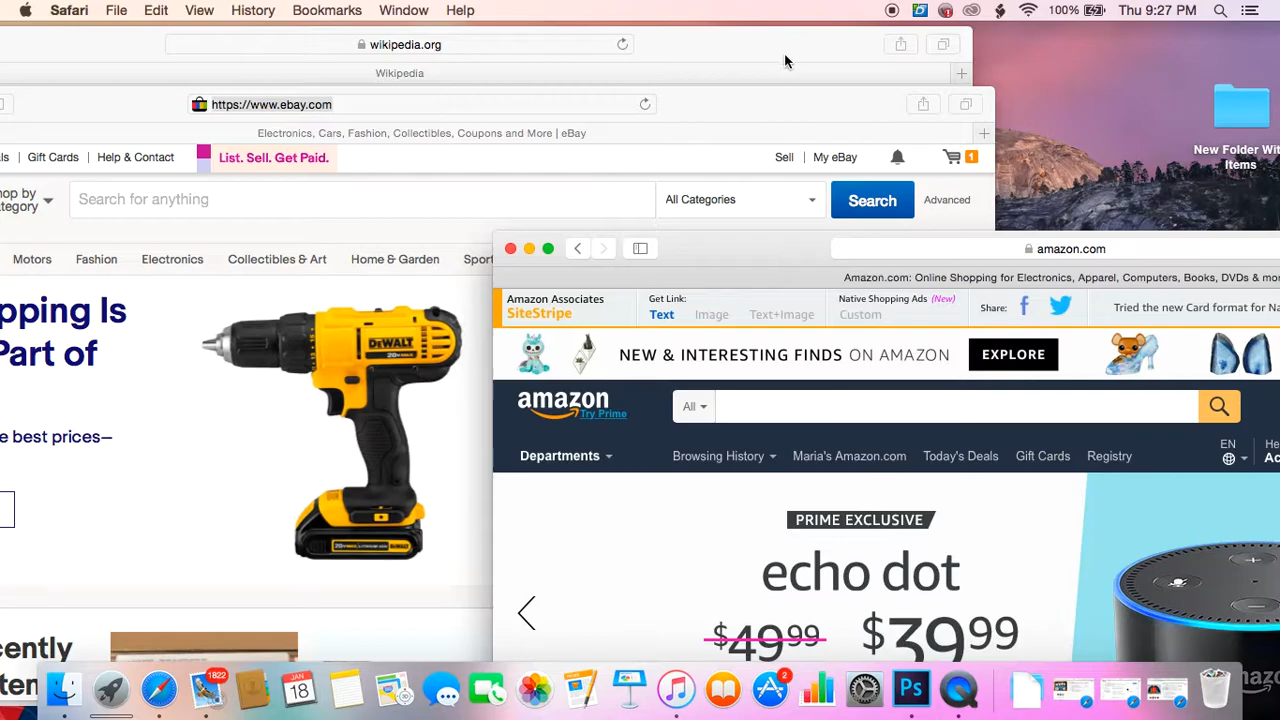 Safari File Edit View History Bookmarks Window Help 100% Thu 9:27 PM
wikipedia.org
Wikipedia
https://www.ebay.com
Electronics, Cars, Fashion, Collectibles, Coupons and More | eBay
Gift Cards Help & Contact List. Sell. Get Paid. Sell My eBay 1
Search for anything All Categories Search Advanced
Motors Fashion Electronics Collectibles & Art Home & Garden
Is
Part of
best prices—
DEWALT
20V MAX
New Folder With
Items
amazon.com
Amazon.com: Online Shopping for Electronics, Apparel, Computers, Books, DVDs & more
Amazon Associates
SiteStripe
Get Link:
Text Image Text+Image
Native Shopping Ads (New)
Custom
Share:
Tried the new Card format for
NEW & INTERESTING FINDS ON AMAZON EXPLORE
amazon
Try Prime
All
EN
Departments Browsing History Maria's Amazon.com Today's Deals Gift Cards Registry
PRIME EXCLUSIVE
echo dot
$49 99 $39 99
1822
JAN
18
2
Ps